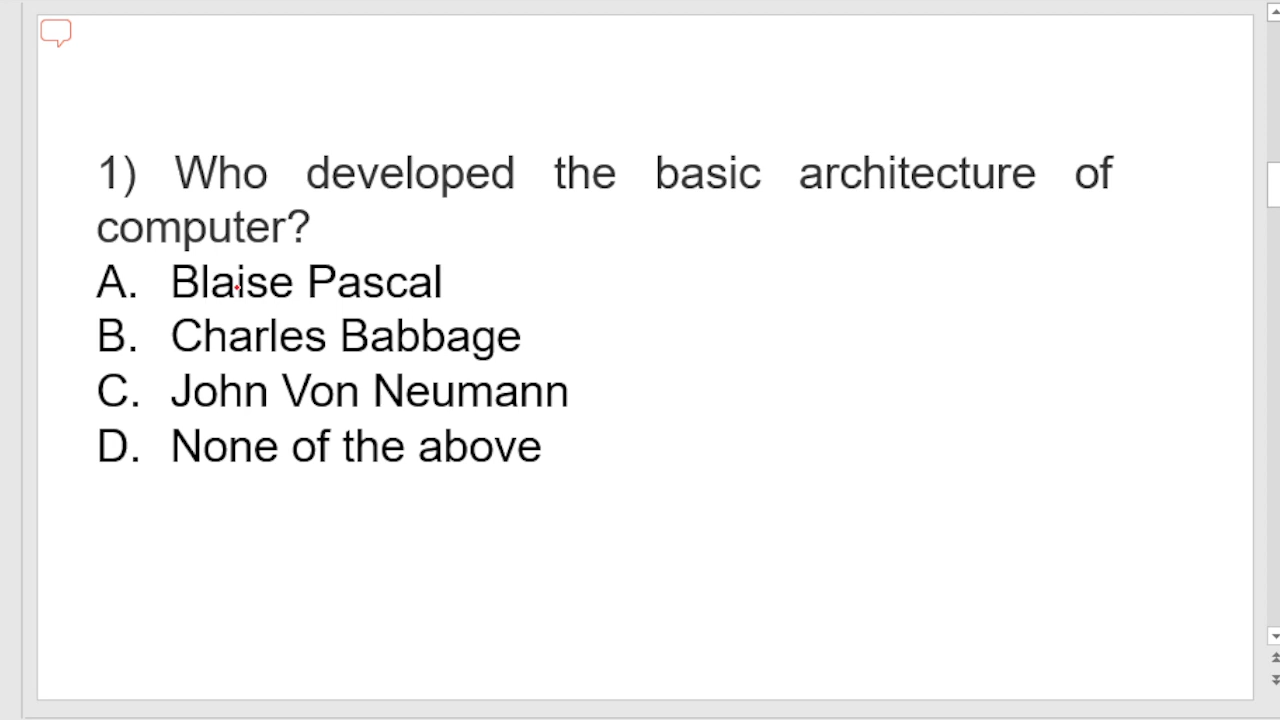 1) Who developed the basic architecture of
computer?
A. Blaise Pascal
B. Charles Babbage
C. John Von Neumann
D. None of the above